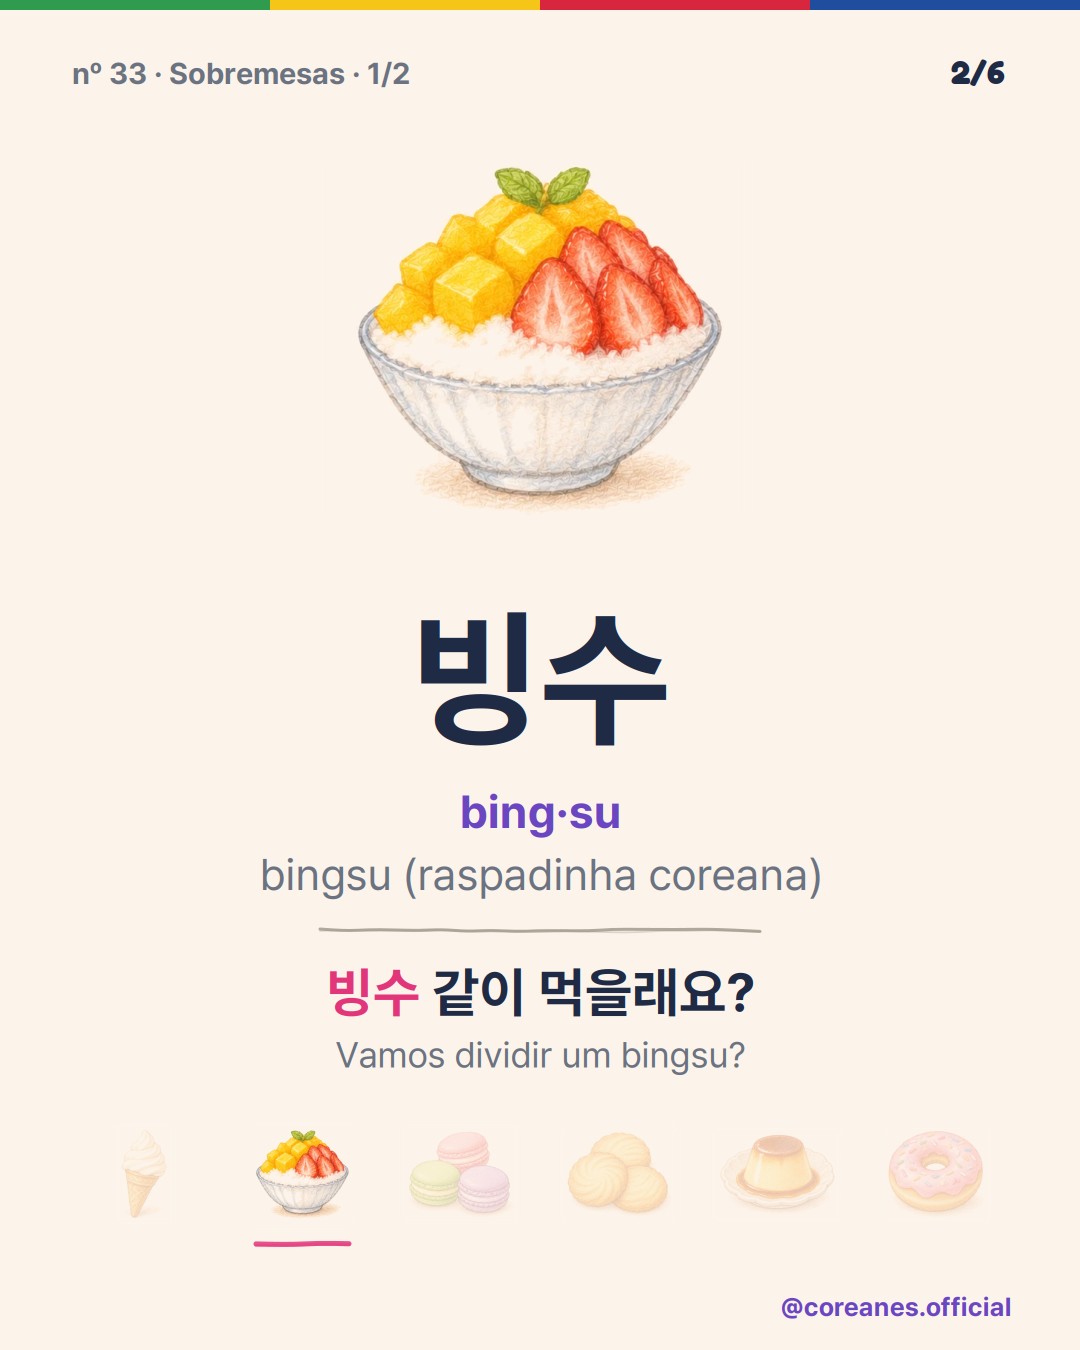 nº 33 · Sobremesas · 1/2
2/6
빙수
bing·su
bingsu (raspadinha coreana)
빙수 같이 먹을래요?
Vamos dividir um bingsu?
@coreanes.official